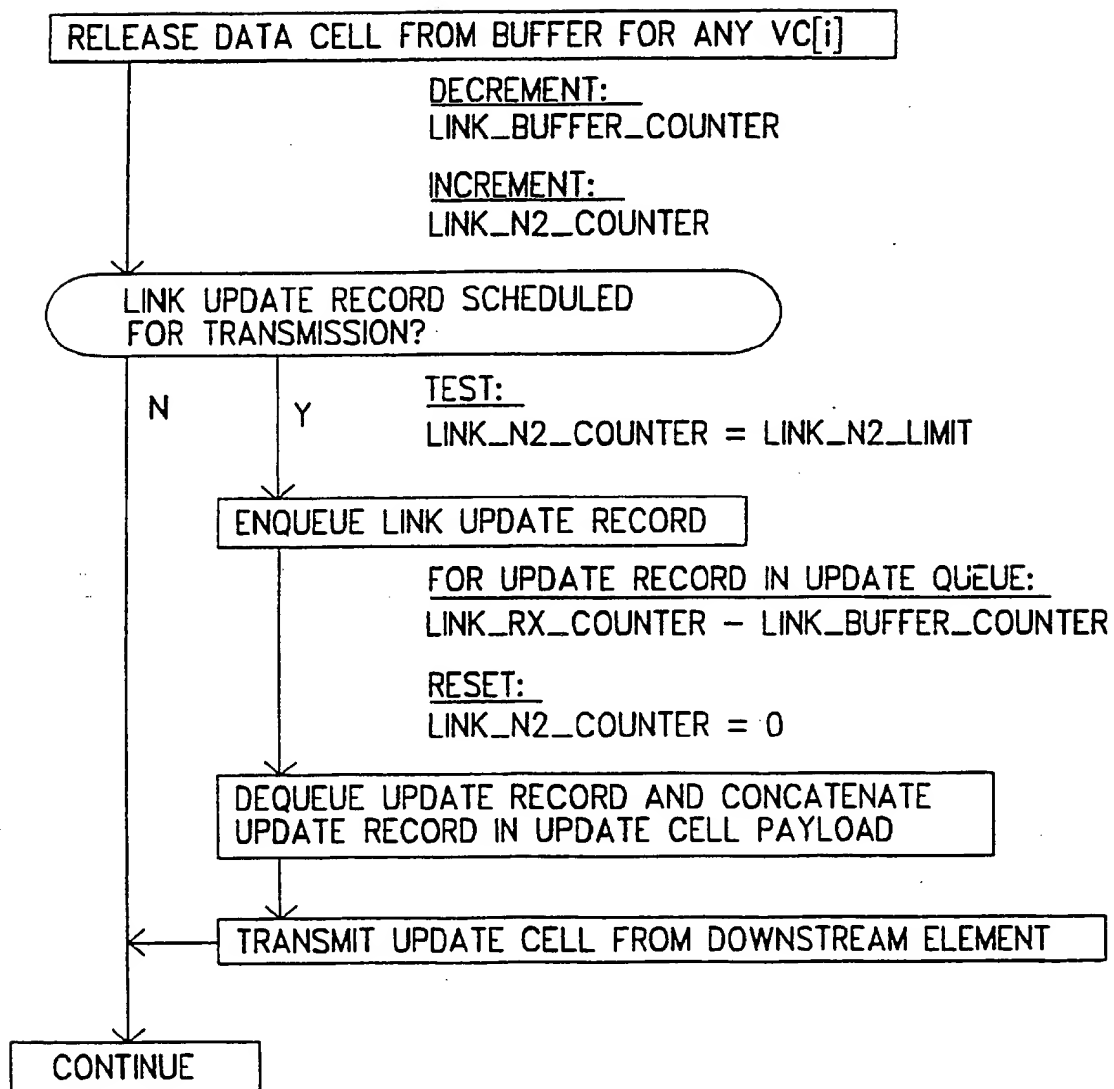 RELEASE DATA CELL FROM BUFFER FOR ANY VC[i]
DECREMENT:
LINK_BUFFER_COUNTER
INCREMENT:
LINK_N2_COUNTER
LINK UPDATE RECORD SCHEDULED
FOR TRANSMISSION?
N
Y
TEST:
LINK_N2_COUNTER = LINK_N2_LIMIT
ENQUEUE LINK UPDATE RECORD
FOR UPDATE RECORD IN UPDATE QUEUE:
LINK_RX_COUNTER – LINK_BUFFER_COUNTER
RESET:
LINK_N2_COUNTER = 0
DEQUEUE UPDATE RECORD AND CONCATENATE
UPDATE RECORD IN UPDATE CELL PAYLOAD
TRANSMIT UPDATE CELL FROM DOWNSTREAM ELEMENT
CONTINUE